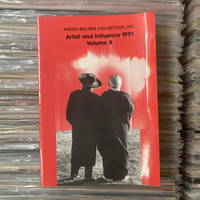 HATCH-BILLOPS COLLECTION, INC.
Artist and Influence 1991
Volume X